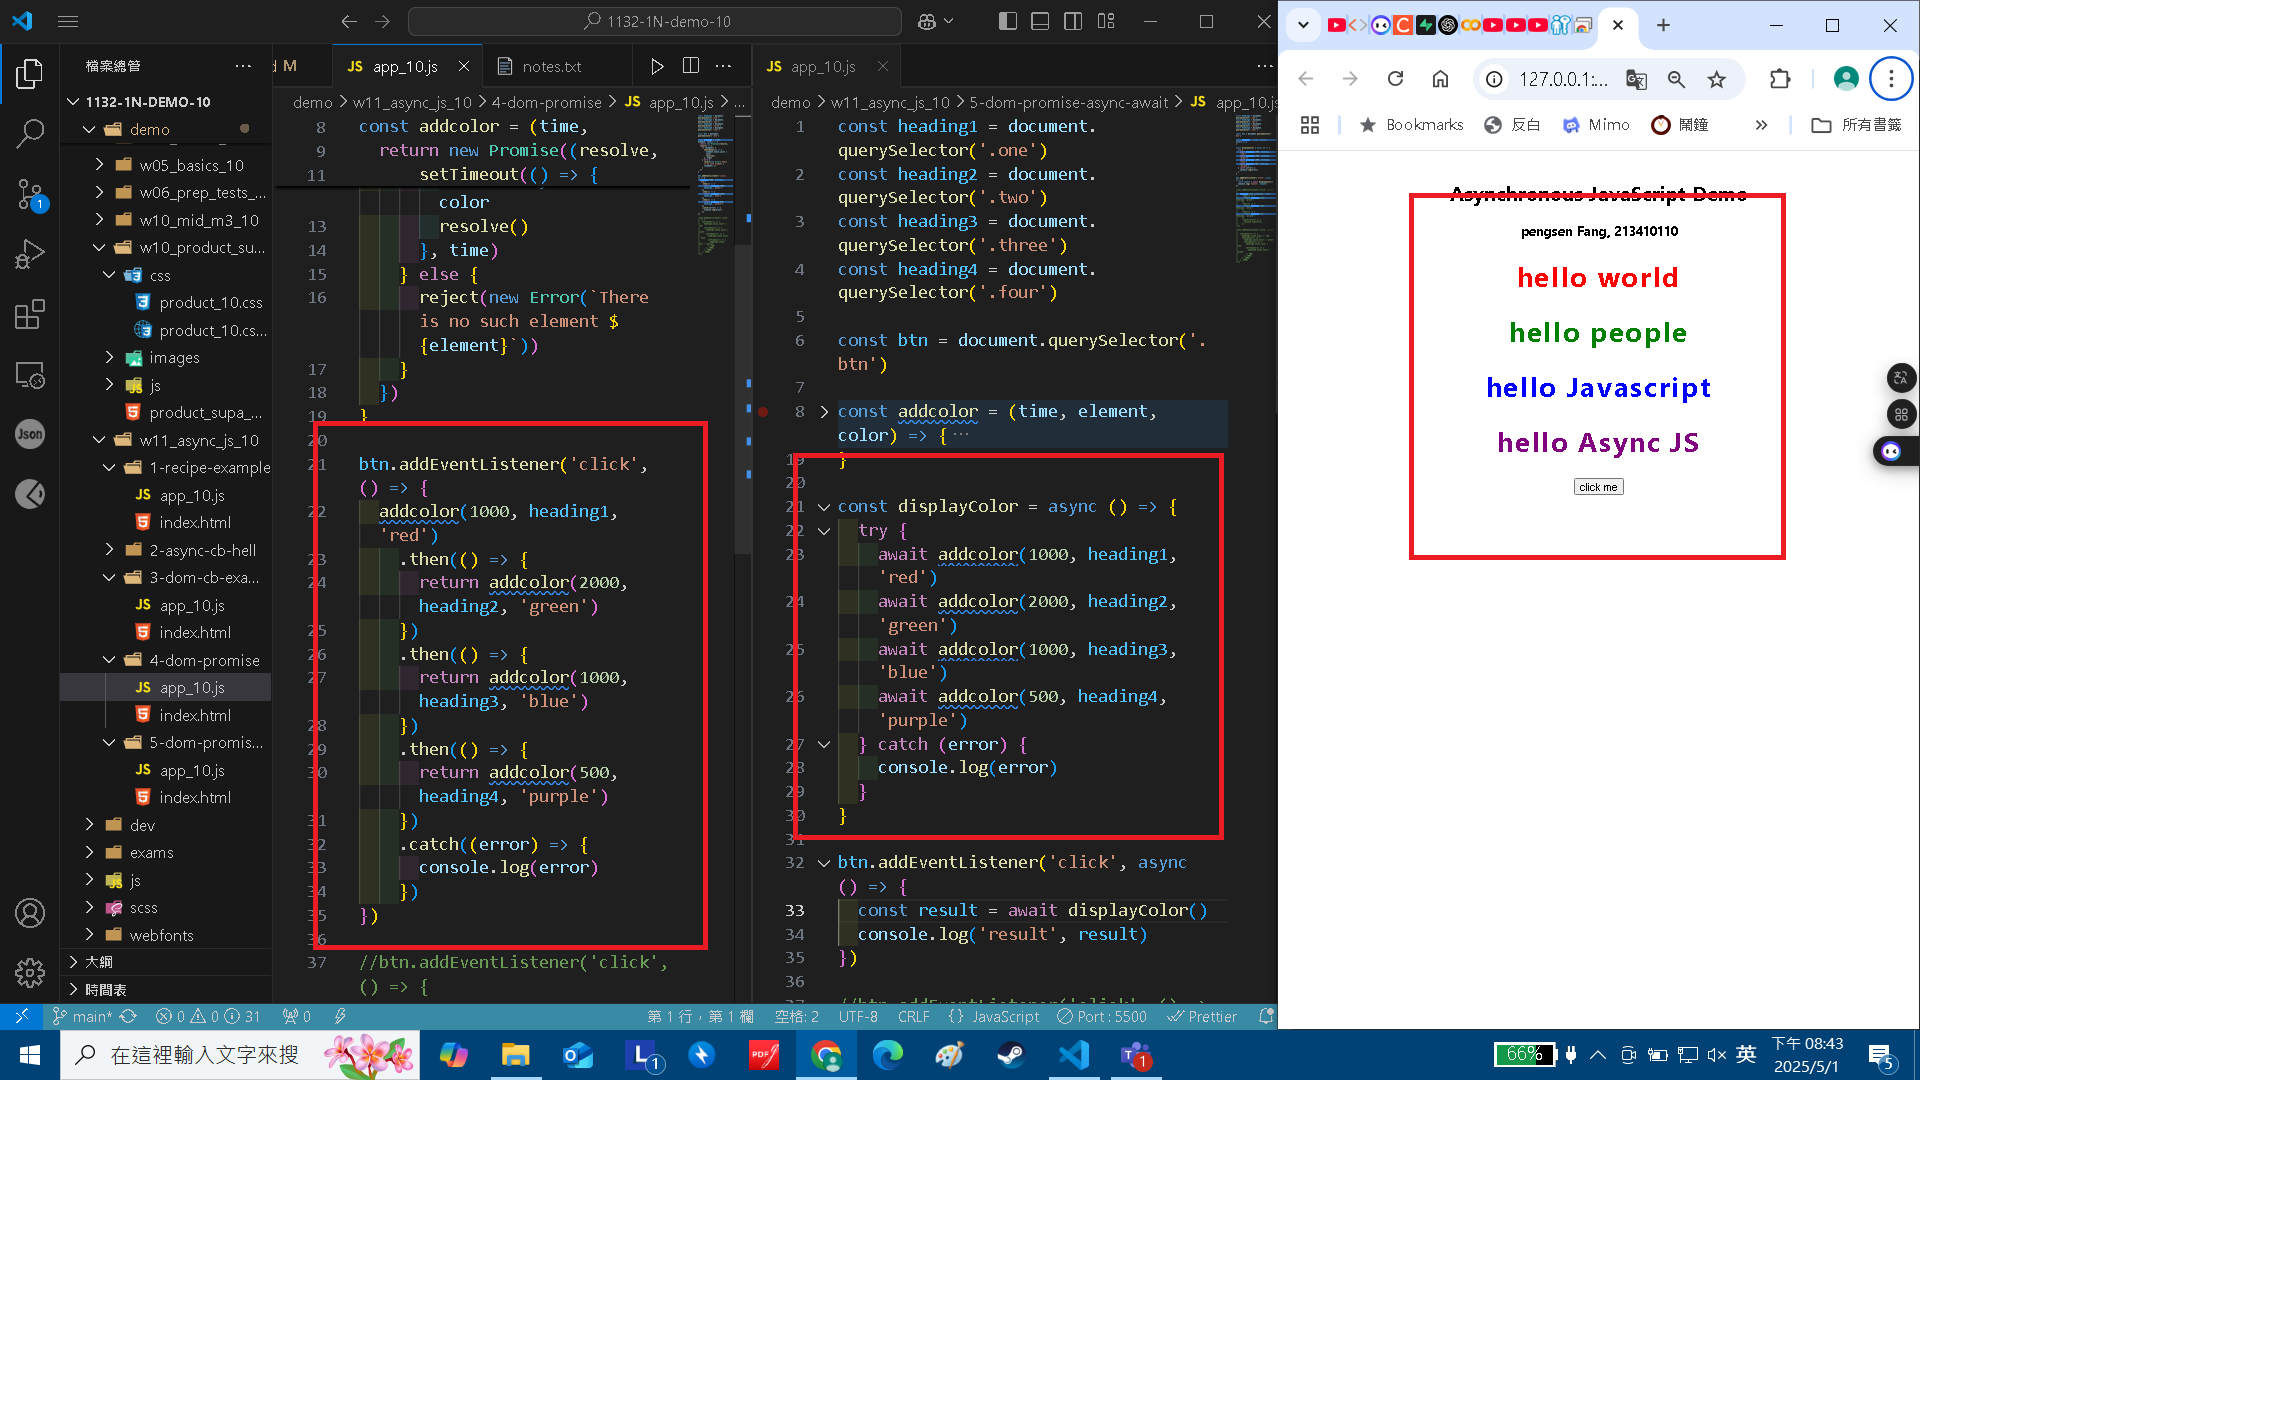 1132-1N-demo-10
檔案總管
1132-1N-DEMO-10
demo
w05_basics_10
w06_prep_tests_...
w10_mid_m3_10
w10_product_su...
css
product_10.css
product_10.cs...
images
js
product_supa_...
w11_async_js_10
1-recipe-example
app_10.js
index.html
2-async-cb-hell
3-dom-cb-exa...
app_10.js
index.html
4-dom-promise
app_10.js
index.html
5-dom-promis...
app_10.js
index.html
dev
exams
js
scss
webfonts
大綱
時間表
Json
1
M
JS app_10.js
notes.txt
demo > w11_async_js_10 > 4-dom-promise > JS app_10.js > ...
8 const addcolor = (time,
9 return new Promise((resolve,
11 setTimeout(() => {
color
13 resolve()
14 }, time)
15 } else {
16 reject(new Error(`There
is no such element $
{element}`))
17 }
18 })
19 }
20
21 btn.addEventListener('click',
() => {
22 addcolor(1000, heading1,
'red')
23 .then(() => {
24 return addcolor(2000,
heading2, 'green')
25 })
26 .then(() => {
27 return addcolor(1000,
heading3, 'blue')
28 })
29 .then(() => {
30 return addcolor(500,
heading4, 'purple')
31 })
32 .catch((error) => {
33 console.log(error)
34 })
35 })
36
37 //btn.addEventListener('click',
() => {
JS app_10.js
demo > w11_async_js_10 > 5-dom-promise-async-await > JS app_10.js
1 const heading1 = document.
querySelector('.one')
2 const heading2 = document.
querySelector('.two')
3 const heading3 = document.
querySelector('.three')
4 const heading4 = document.
querySelector('.four')
5
6 const btn = document.querySelector('.
btn')
7
8 const addcolor = (time, element,
color) => { ...
19 }
20
21 const displayColor = async () => {
22 try {
23 await addcolor(1000, heading1,
'red')
24 await addcolor(2000, heading2,
'green')
25 await addcolor(1000, heading3,
'blue')
26 await addcolor(500, heading4,
'purple')
27 } catch (error) {
28 console.log(error)
29 }
30 }
31
32 btn.addEventListener('click', async
() => {
33 const result = await displayColor()
34 console.log('result', result)
35 })
36
37 //btn.addEventListener('click', () =>
main* 0 0 31 0
第 1 行，第 1 欄 空格: 2 UTF-8 CRLF {} JavaScript Port : 5500 Prettier
127.0.0.1:...
Bookmarks 反白 Mimo 鬧鐘 » 所有書籤
Asynchronous JavaScript Demo
pengsen Fang, 213410110
hello world
hello people
hello Javascript
hello Async JS
click me
在這裡輸入文字來搜
L 1
PDF
1
66%
英
下午 08:43
2025/5/1
5